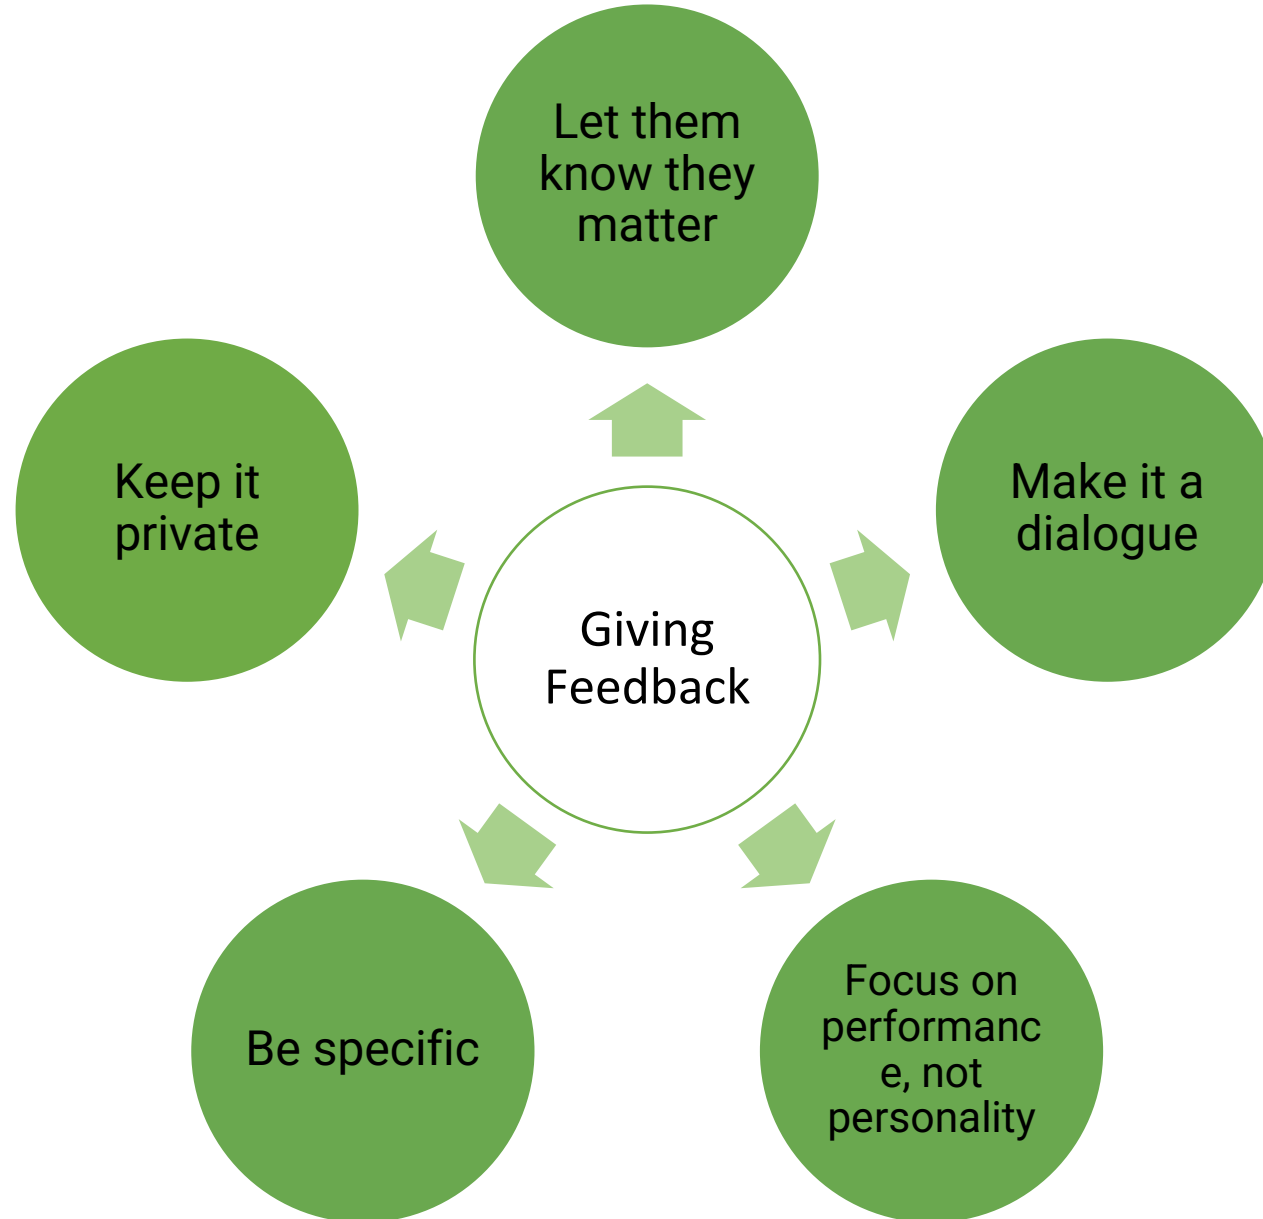 Let them
know they
matter
Keep it
private
Make it a
dialogue
Giving
Feedback
Be specific
Focus on
performanc
e, not
personality